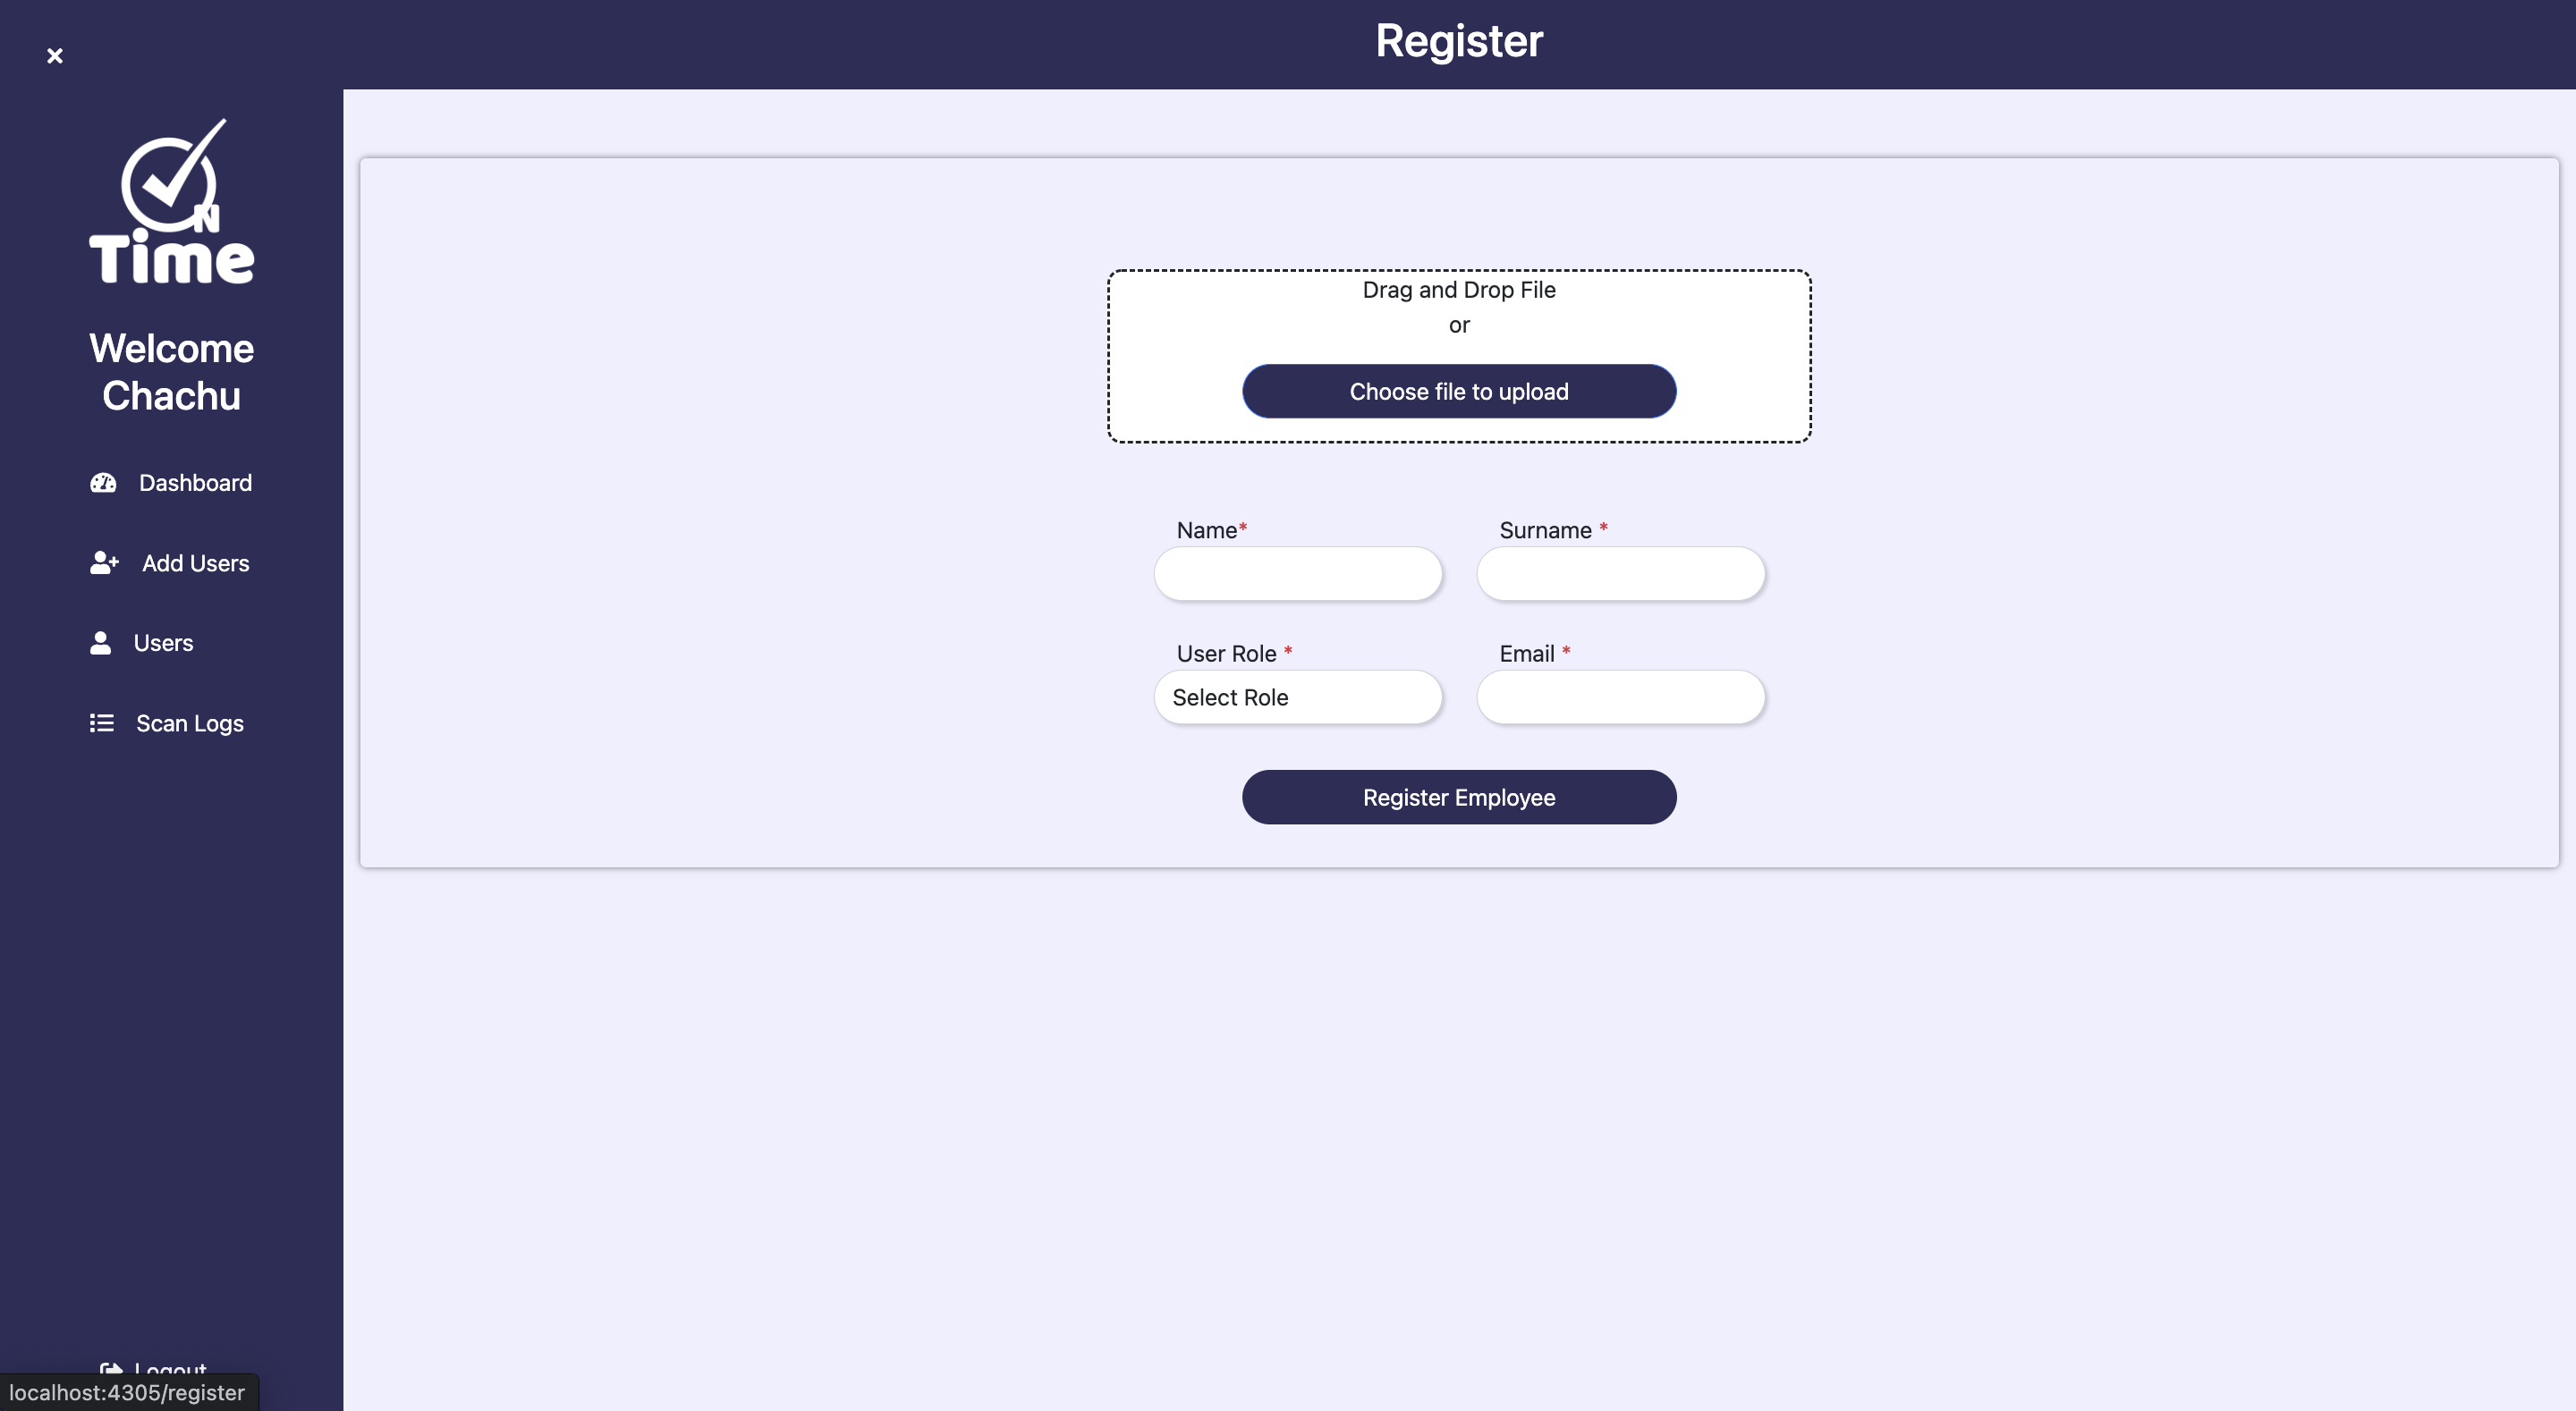 Register
ON
Time
Welcome
Chachu
Dashboard
Add Users
Users
Scan Logs
Logout
localhost:4305/register
Drag and Drop File
or
Choose file to upload
Name*
Surname *
User Role *
Email *
Select Role
Register Employee